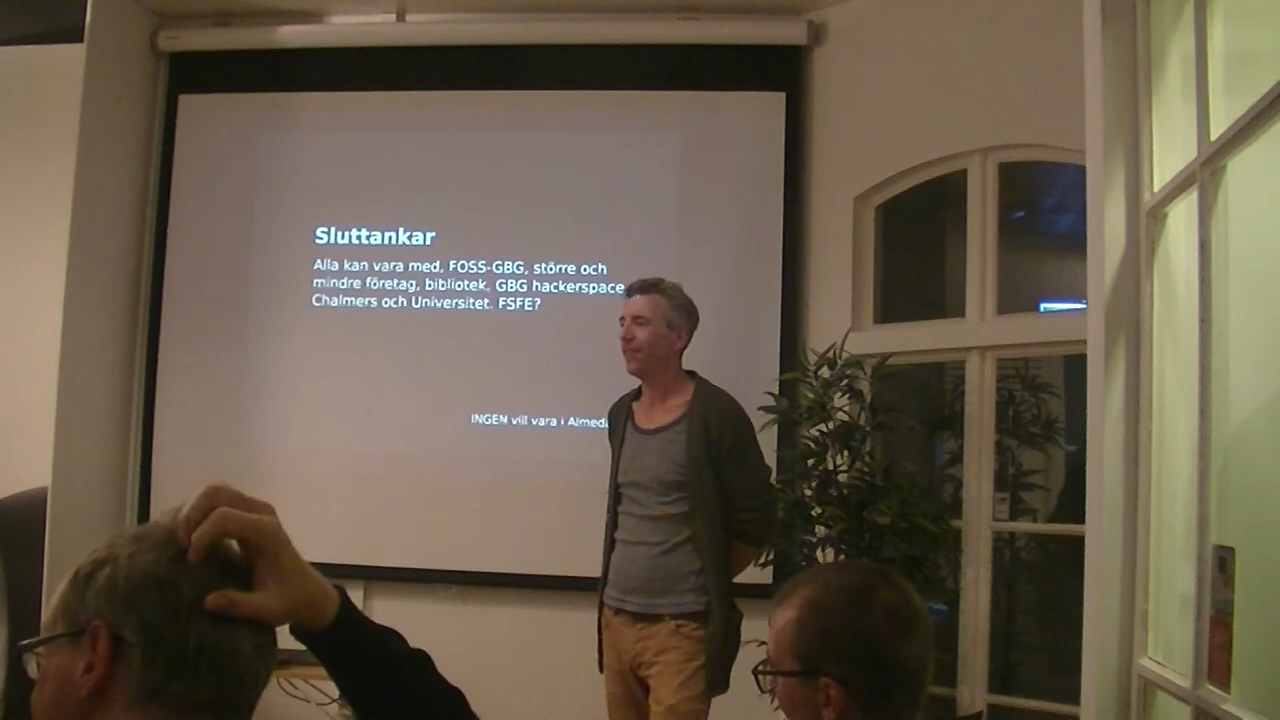 Sluttankar
Alla kan vara med, FOSS-GBG, större och
mindre företag, bibliotek, GBG hackerspace
Chalmers och Universitet. FSFE?
INGEN vill vara i